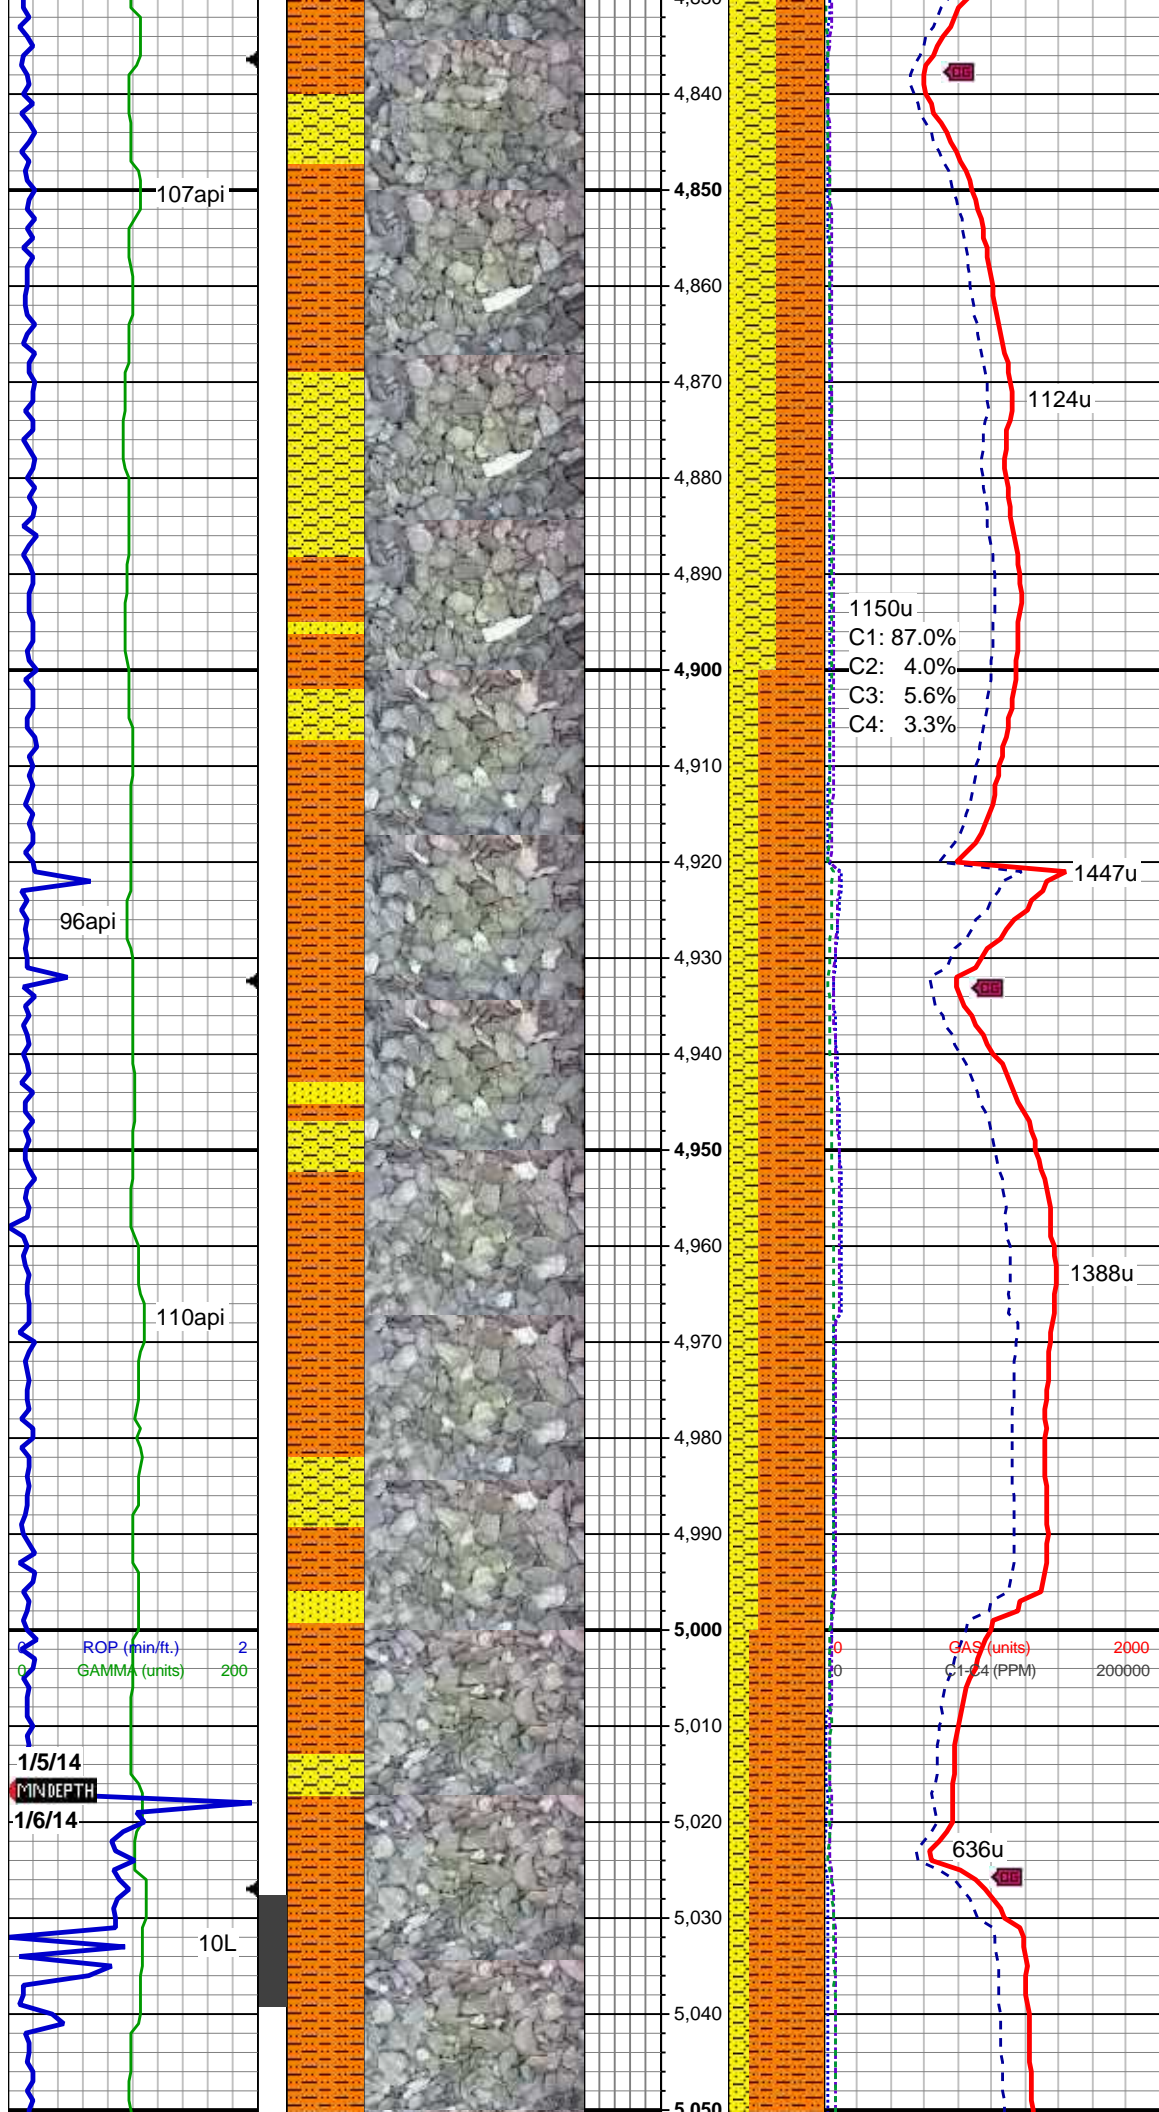 4,840
107api
4,850
4,860
4,870
1124u
4,880
4,890
1150u
C1: 87.0%
C2: 4.0%
4,900
C3: 5.6%
C4: 3.3%
4,910
4,920
1447u
96api
4,930
CG
4,940
4,950
4,960
1388u
110api
4,970
4,980
4,990
5,000
0 ROP (min/ft.) 2
0 GAMMA (units) 200
0 GAS (units) 2000
0 C1-C4 (PPM) 200000
5,010
1/5/14
MN DEPTH
1/6/14
5,020
636u
CG
5,030
10L
5,040
5,050